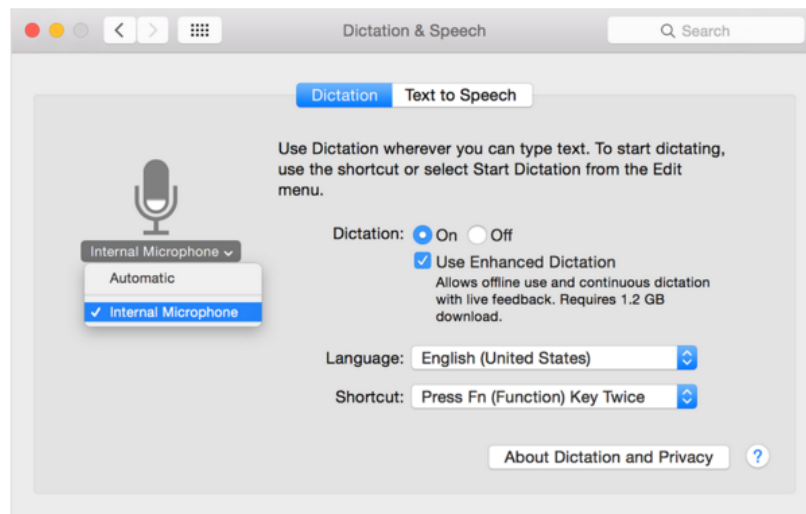 Dictation & Speech
Search
Dictation
Text to Speech
Use Dictation wherever you can type text. To start dictating,
use the shortcut or select Start Dictation from the Edit
menu.
Internal Microphone
Automatic
Internal Microphone
Dictation: On Off
Use Enhanced Dictation
Allows offline use and continuous dictation
with live feedback. Requires 1.2 GB
download.
Language: English (United States)
Shortcut: Press Fn (Function) Key Twice
About Dictation and Privacy ?